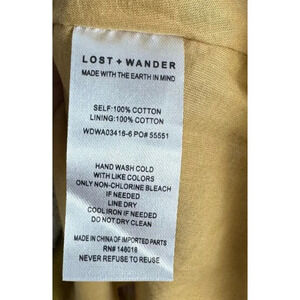 LOST + WANDER
MADE WITH THE EARTH IN MIND
SELF:100% COTTON
LINING:100% COTTON
WDWA03416-6 PO# 55551
HAND WASH COLD
WITH LIKE COLORS
ONLY NON-CHLORINE BLEACH
IF NEEDED
LINE DRY
COOL IRON IF NEEDED
DO NOT DRY CLEAN
MADE IN CHINA OF IMPORTED PARTS
RN# 146018
NEVER REFUSE TO REUSE